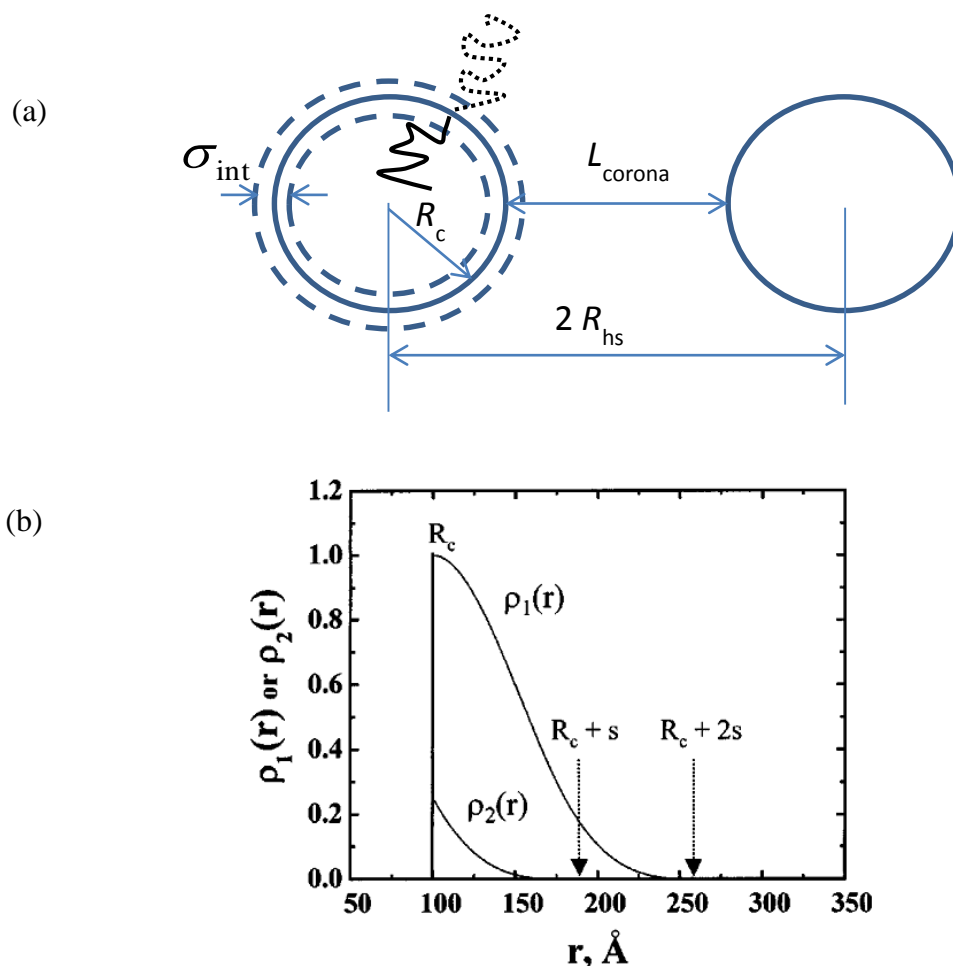 (a)
σint
Lcorona
Rc
2 Rhs
(b)
1.2
1.0
0.8
0.6
0.4
0.2
0.0
ρ1(r) or ρ2(r)
Rc
ρ1(r)
Rc + s
Rc + 2s
ρ2(r)
50 100 150 200 250 300 350
r, Å